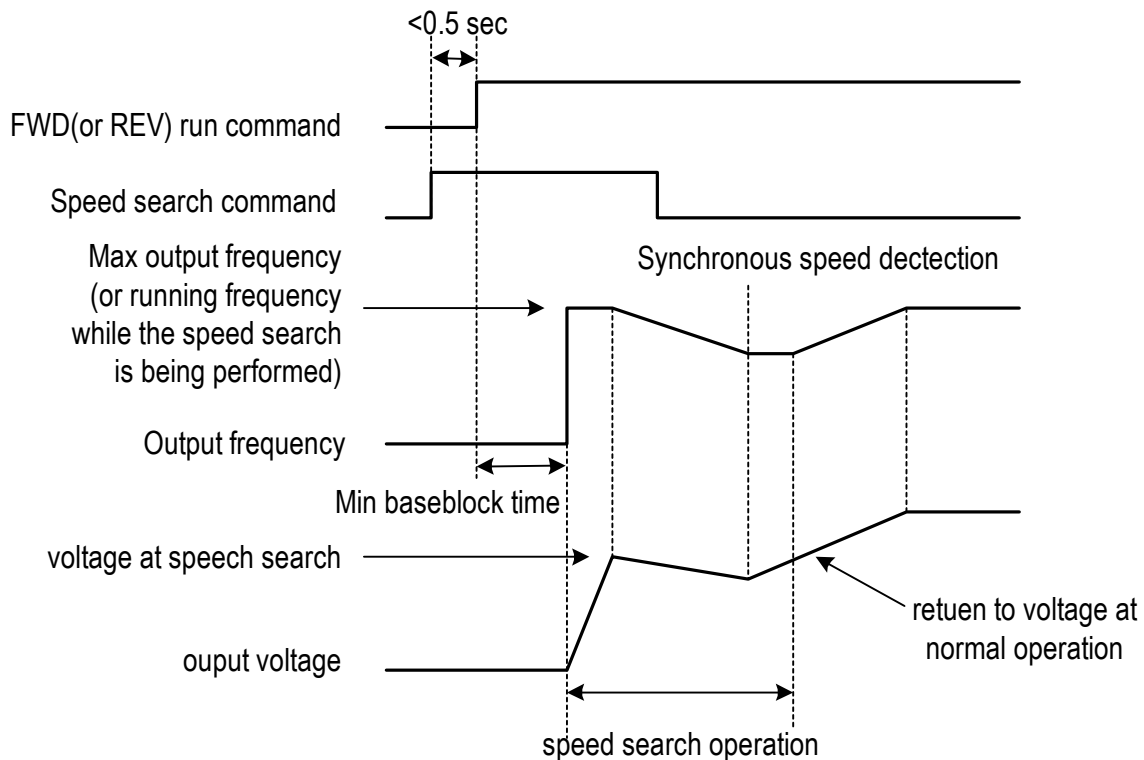 <0.5 sec
FWD(or REV) run command
Speed search command
Max output frequency
(or running frequency
while the speed search
is being performed)
Synchronous speed dectection
Output frequency
Min baseblock time
voltage at speech search
retuen to voltage at
normal operation
ouput voltage
speed search operation